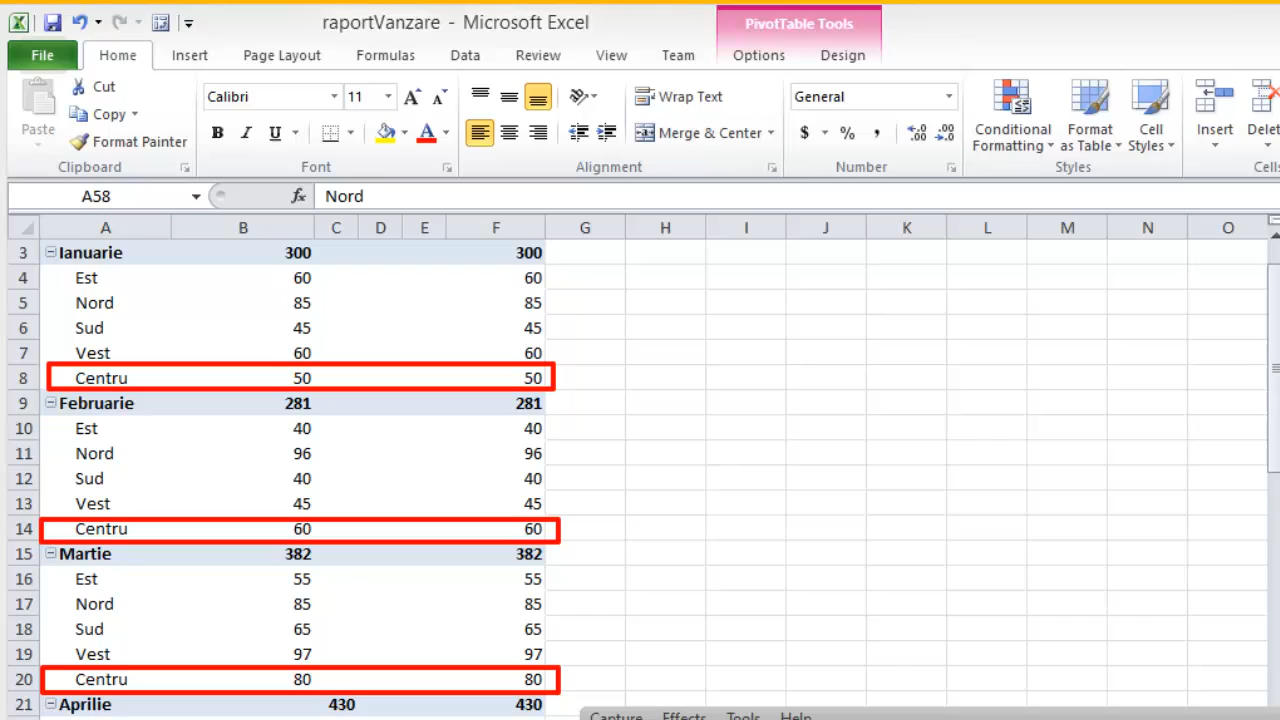 raportVanzare - Microsoft Excel
PivotTable Tools
File Home Insert Page Layout Formulas Data Review View Team Options Design
Paste
Cut
Copy
Format Painter
Clipboard
Calibri 11
B I U A
Font
Wrap Text
Merge & Center
Alignment
General
$ % ,
Number
Conditional Formatting
Format as Table
Cell Styles
Styles
Insert
A58 fx Nord
A B C D E F G H I J K L M N O
3 Ianuarie 300 300
4 Est 60 60
5 Nord 85 85
6 Sud 45 45
7 Vest 60 60
8 Centru 50 50
9 Februarie 281 281
10 Est 40 40
11 Nord 96 96
12 Sud 40 40
13 Vest 45 45
14 Centru 60 60
15 Martie 382 382
16 Est 55 55
17 Nord 85 85
18 Sud 65 65
19 Vest 97 97
20 Centru 80 80
21 Aprilie 430 430
Capture Effects Tools Help